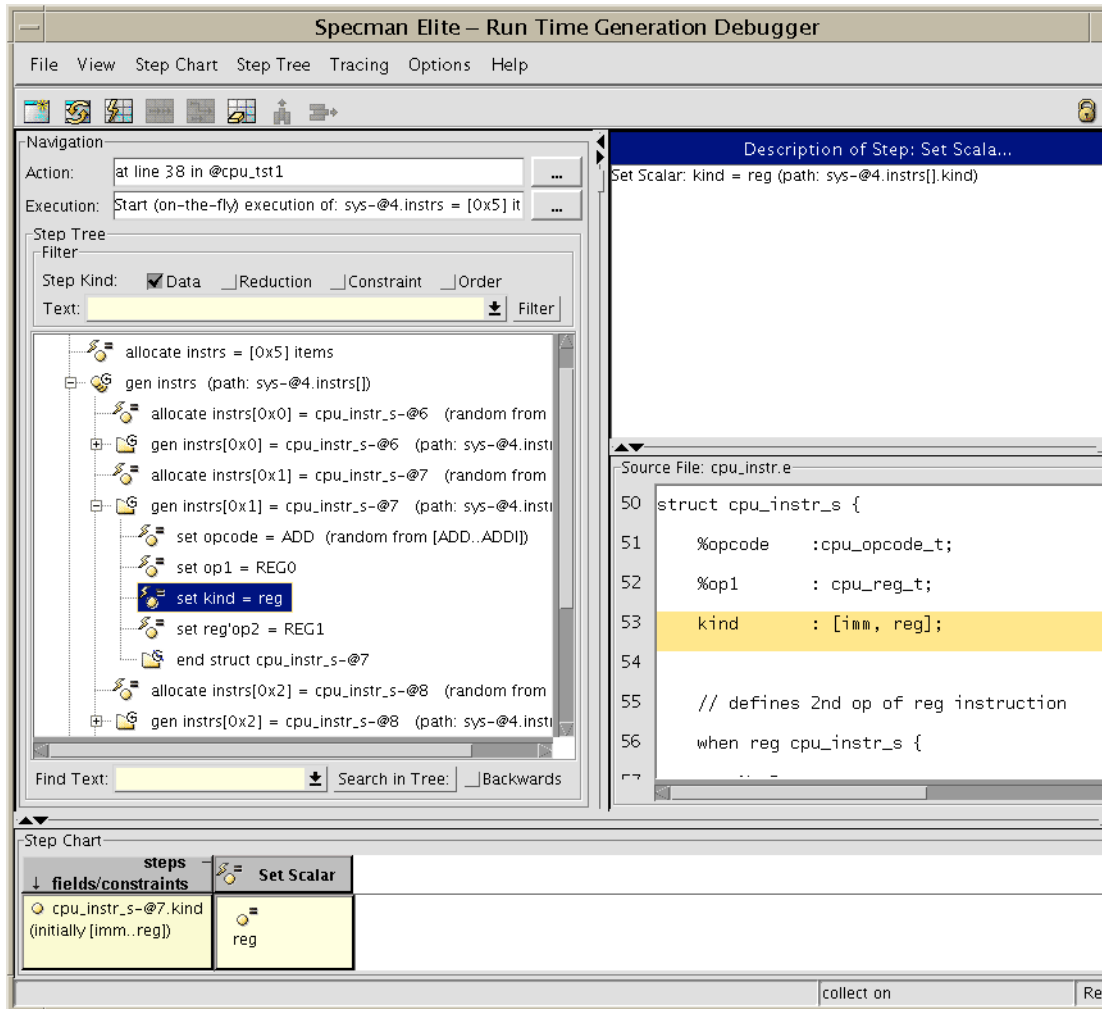 Specman Elite – Run Time Generation Debugger
File View Step Chart Step Tree Tracing Options Help
Navigation
Action: at line 38 in @cpu_tst1 ...
Execution: Start (on-the-fly) execution of: sys-@4.instrs = [0x5] it ...
Step Tree
Filter
Step Kind: Data Reduction Constraint Order
Text: Filter
allocate instrs = [0x5] items
gen instrs (path: sys-@4.instrs[])
allocate instrs[0x0] = cpu_instr_s-@6 (random from
gen instrs[0x0] = cpu_instr_s-@6 (path: sys-@4.insti
allocate instrs[0x1] = cpu_instr_s-@7 (random from
gen instrs[0x1] = cpu_instr_s-@7 (path: sys-@4.insti
set opcode = ADD (random from [ADD..ADDI])
set op1 = REG0
set kind = reg
set reg'op2 = REG1
end struct cpu_instr_s-@7
allocate instrs[0x2] = cpu_instr_s-@8 (random from
gen instrs[0x2] = cpu_instr_s-@8 (path: sys-@4.insti
Find Text: Search in Tree: Backwards
Description of Step: Set Scala...
Set Scalar: kind = reg (path: sys-@4.instrs[].kind)
Source File: cpu_instr.e
50 struct cpu_instr_s {
51 %opcode :cpu_opcode_t;
52 %op1 : cpu_reg_t;
53 kind : [imm, reg];
54
55 // defines 2nd op of reg instruction
56 when reg cpu_instr_s {
Step Chart
steps
↓ fields/constraints
Set Scalar
cpu_instr_s-@7.kind
(initially [imm..reg])
=
reg
collect on
Re